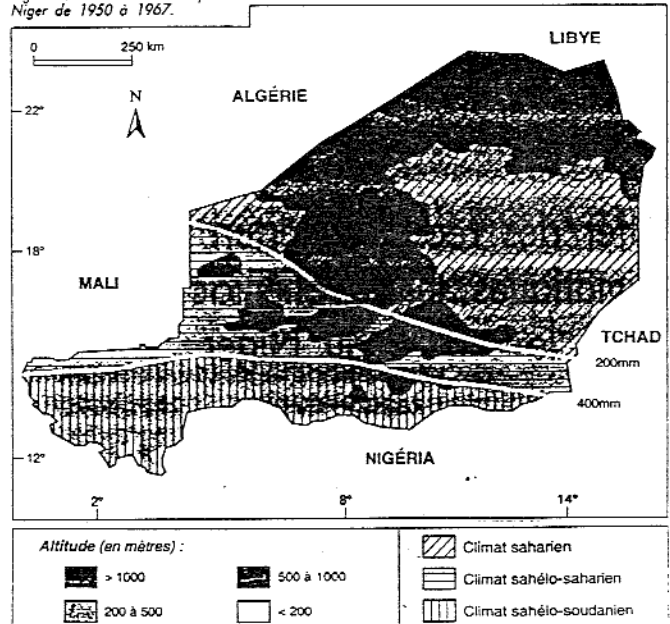 Niger de 1950 à 1967.
0 250 km
N
LIBYE
ALGÉRIE
22°
18°
MALI
TCHAD
200mm
400mm
12°
NIGÉRIA
2° 8° 14°
Altitude (en mètres) :
> 1000
500 à 1000
200 à 500
< 200
Climat saharien
Climat sahélo-saharien
Climat sahélo-soudanien